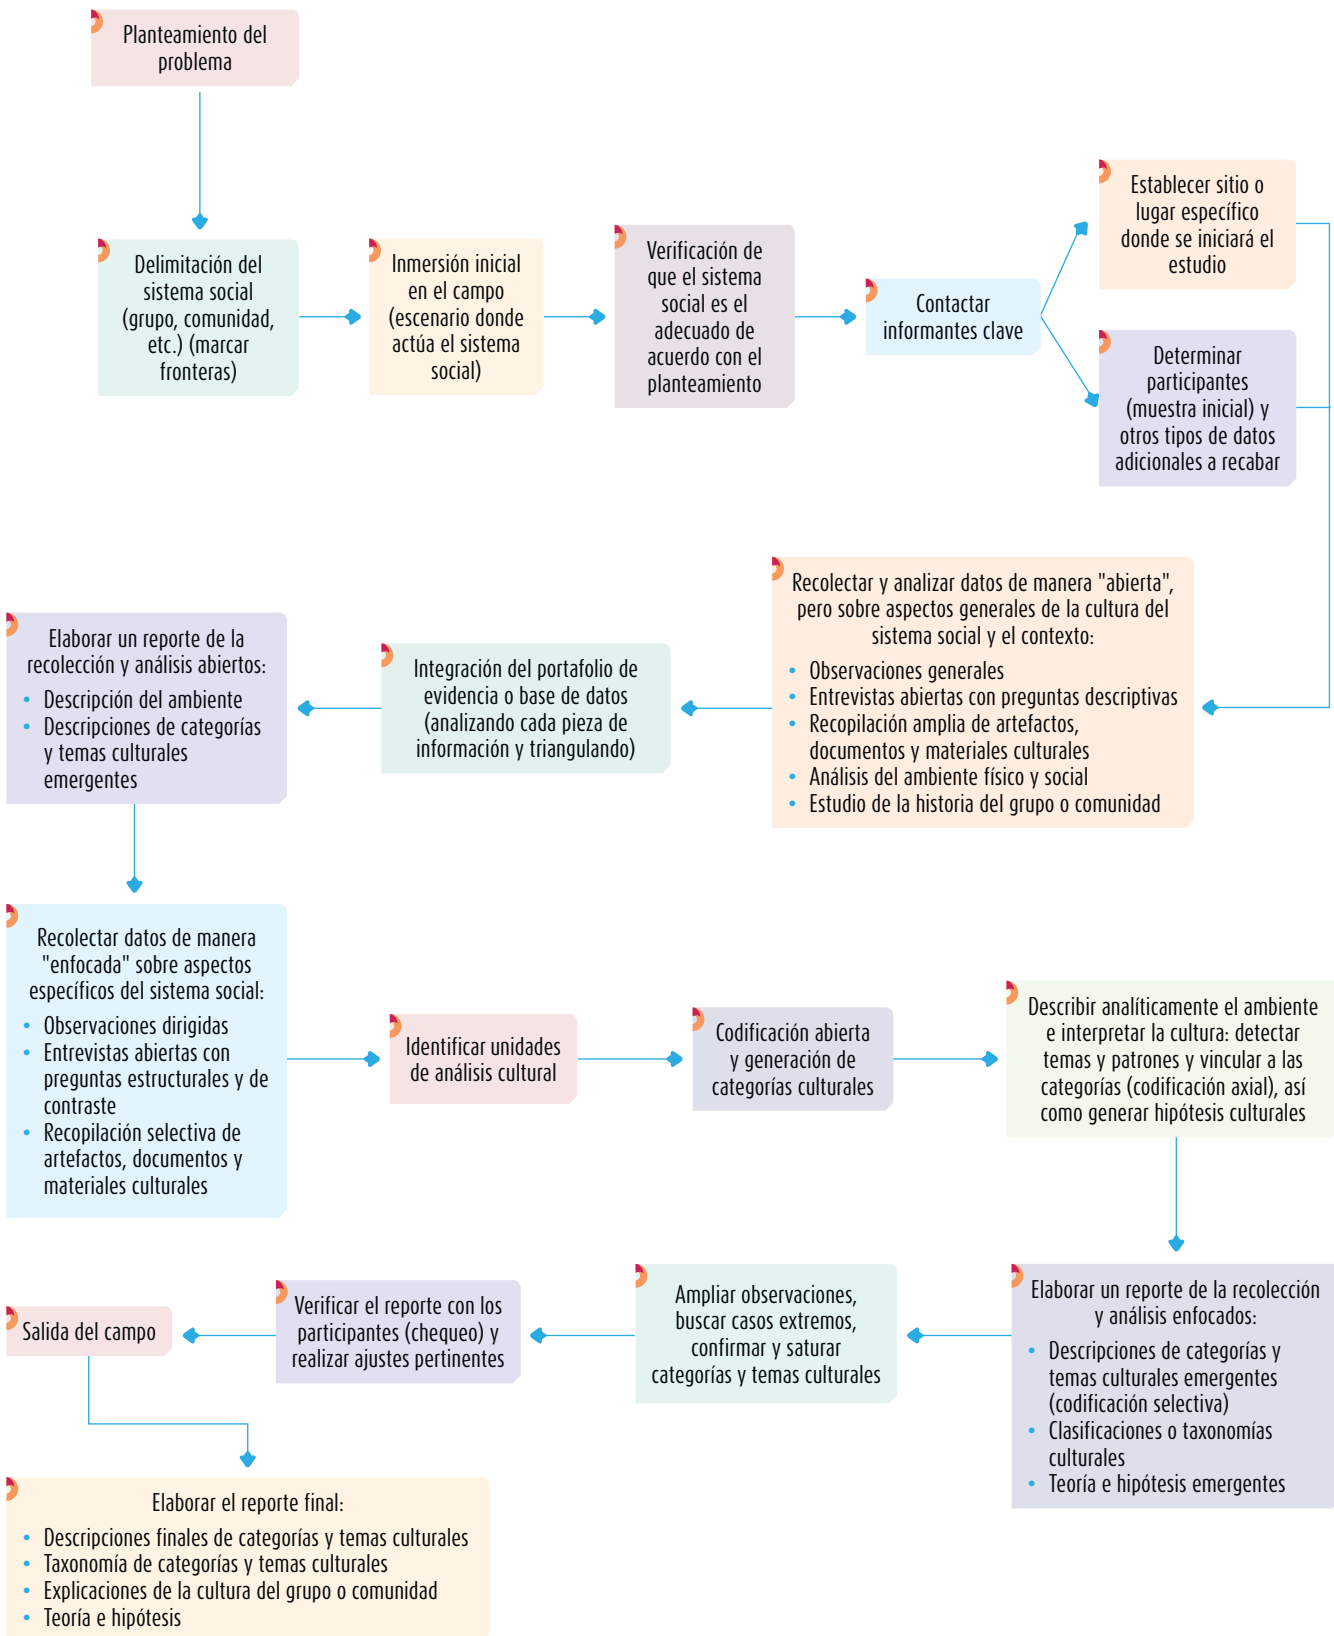 Planteamiento del
problema
Delimitación del
sistema social
(grupo, comunidad,
etc.) (marcar
fronteras)
Inmersión inicial
en el campo
(escenario donde
actúa el sistema
social)
Verificación de
que el sistema
social es el
adecuado de
acuerdo con el
planteamiento
Contactar
informantes clave
Establecer sitio o
lugar específico
donde se iniciará el
estudio
Determinar
participantes
(muestra inicial) y
otros tipos de datos
adicionales a recabar
Recolectar y analizar datos de manera "abierta",
pero sobre aspectos generales de la cultura del
sistema social y el contexto:
• Observaciones generales
• Entrevistas abiertas con preguntas descriptivas
• Recopilación amplia de artefactos,
documentos y materiales culturales
• Análisis del ambiente físico y social
• Estudio de la historia del grupo o comunidad
Integración del portafolio de
evidencia o base de datos
(analizando cada pieza de
información y triangulando)
Elaborar un reporte de la
recolección y análisis abiertos:
• Descripción del ambiente
• Descripciones de categorías
y temas culturales
emergentes
Recolectar datos de manera
"enfocada" sobre aspectos
específicos del sistema social:
• Observaciones dirigidas
• Entrevistas abiertas con
preguntas estructurales y de
contraste
• Recopilación selectiva de
artefactos, documentos y
materiales culturales
Identificar unidades
de análisis cultural
Codificación abierta
y generación de
categorías culturales
Describir analíticamente el ambiente
e interpretar la cultura: detectar
temas y patrones y vincular a las
categorías (codificación axial), así
como generar hipótesis culturales
Elaborar un reporte de la recolección
y análisis enfocados:
• Descripciones de categorías y
temas culturales emergentes
(codificación selectiva)
• Clasificaciones o taxonomías
culturales
• Teoría e hipótesis emergentes
Ampliar observaciones,
buscar casos extremos,
confirmar y saturar
categorías y temas culturales
Verificar el reporte con los
participantes (chequeo) y
realizar ajustes pertinentes
Salida del campo
Elaborar el reporte final:
• Descripciones finales de categorías y temas culturales
• Taxonomía de categorías y temas culturales
• Explicaciones de la cultura del grupo o comunidad
• Teoría e hipótesis